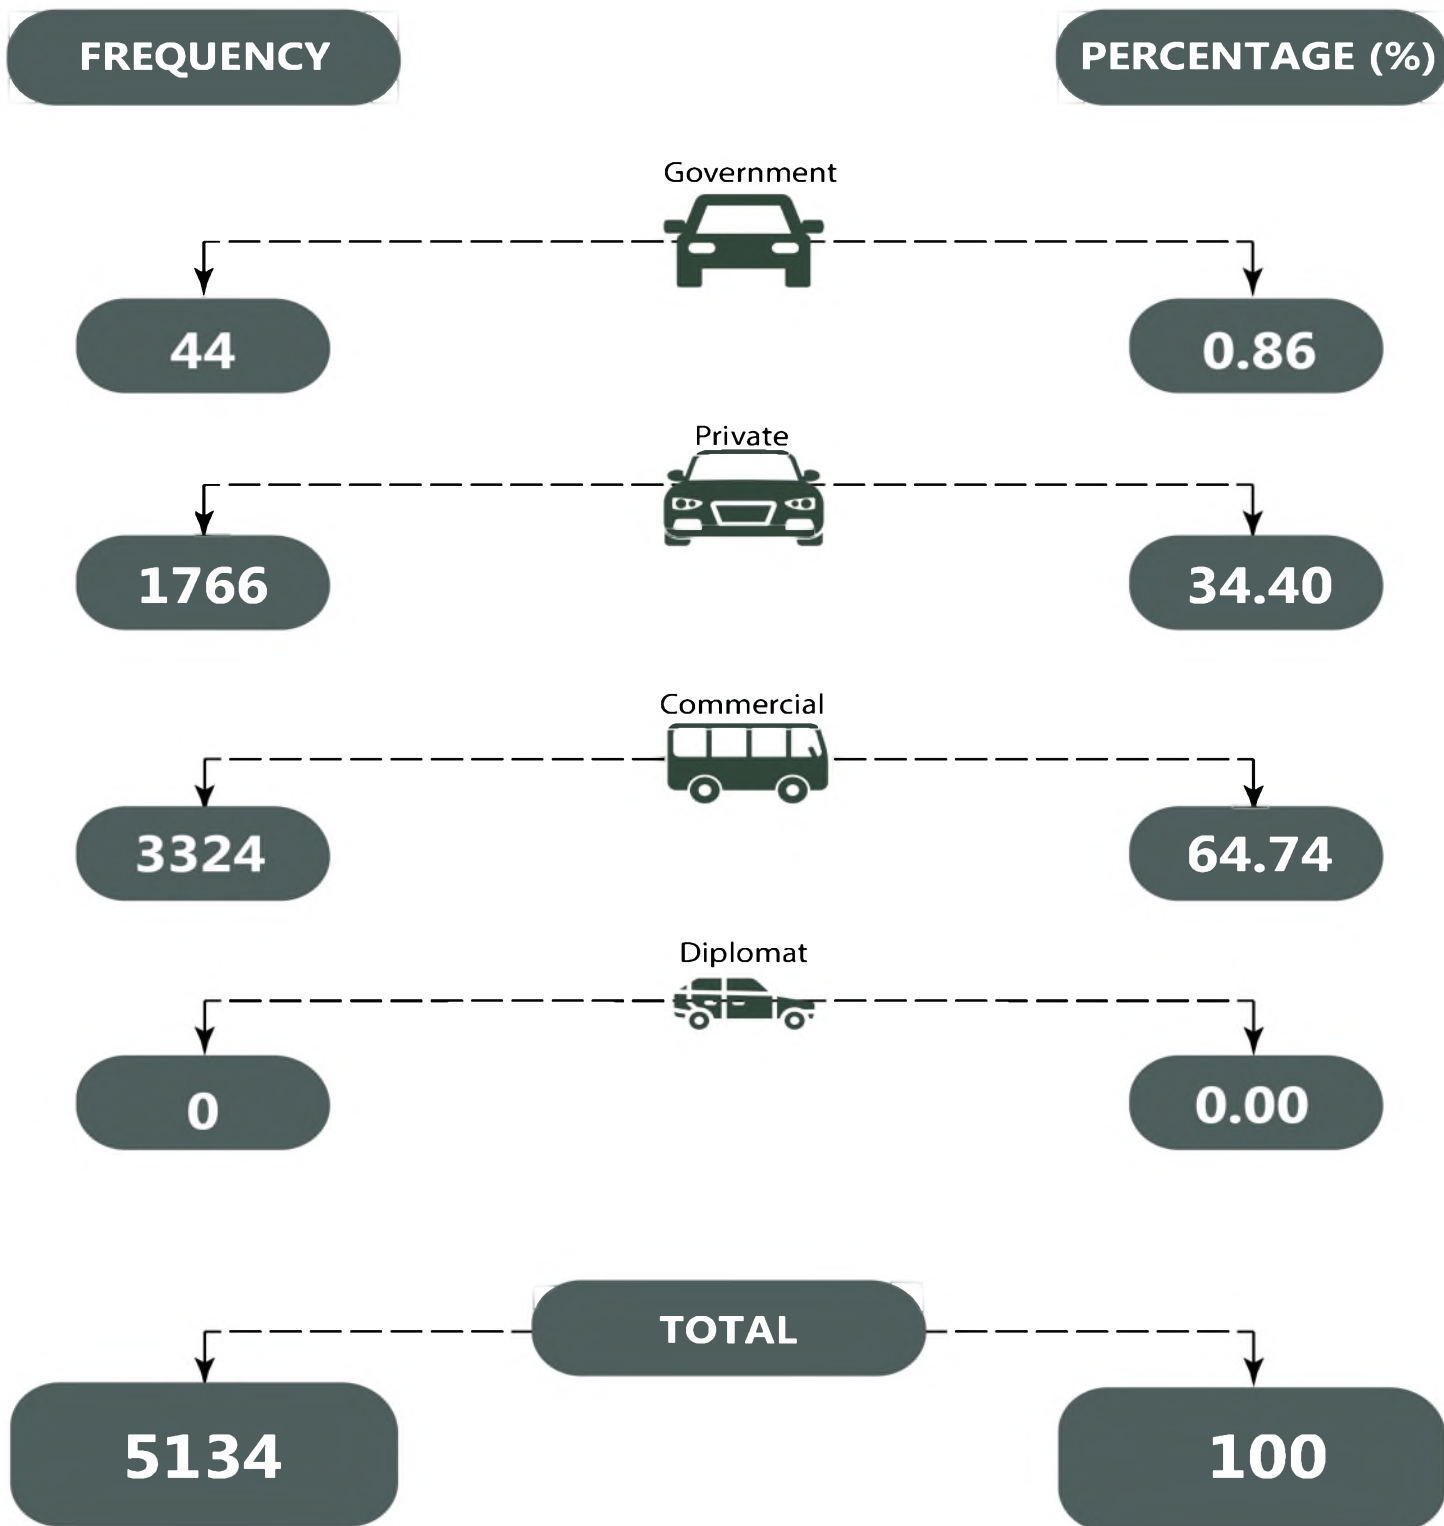 FREQUENCY
PERCENTAGE (%)
Government
44
0.86
Private
1766
34.40
Commercial
3324
64.74
Diplomat
0
0.00
TOTAL
5134
100